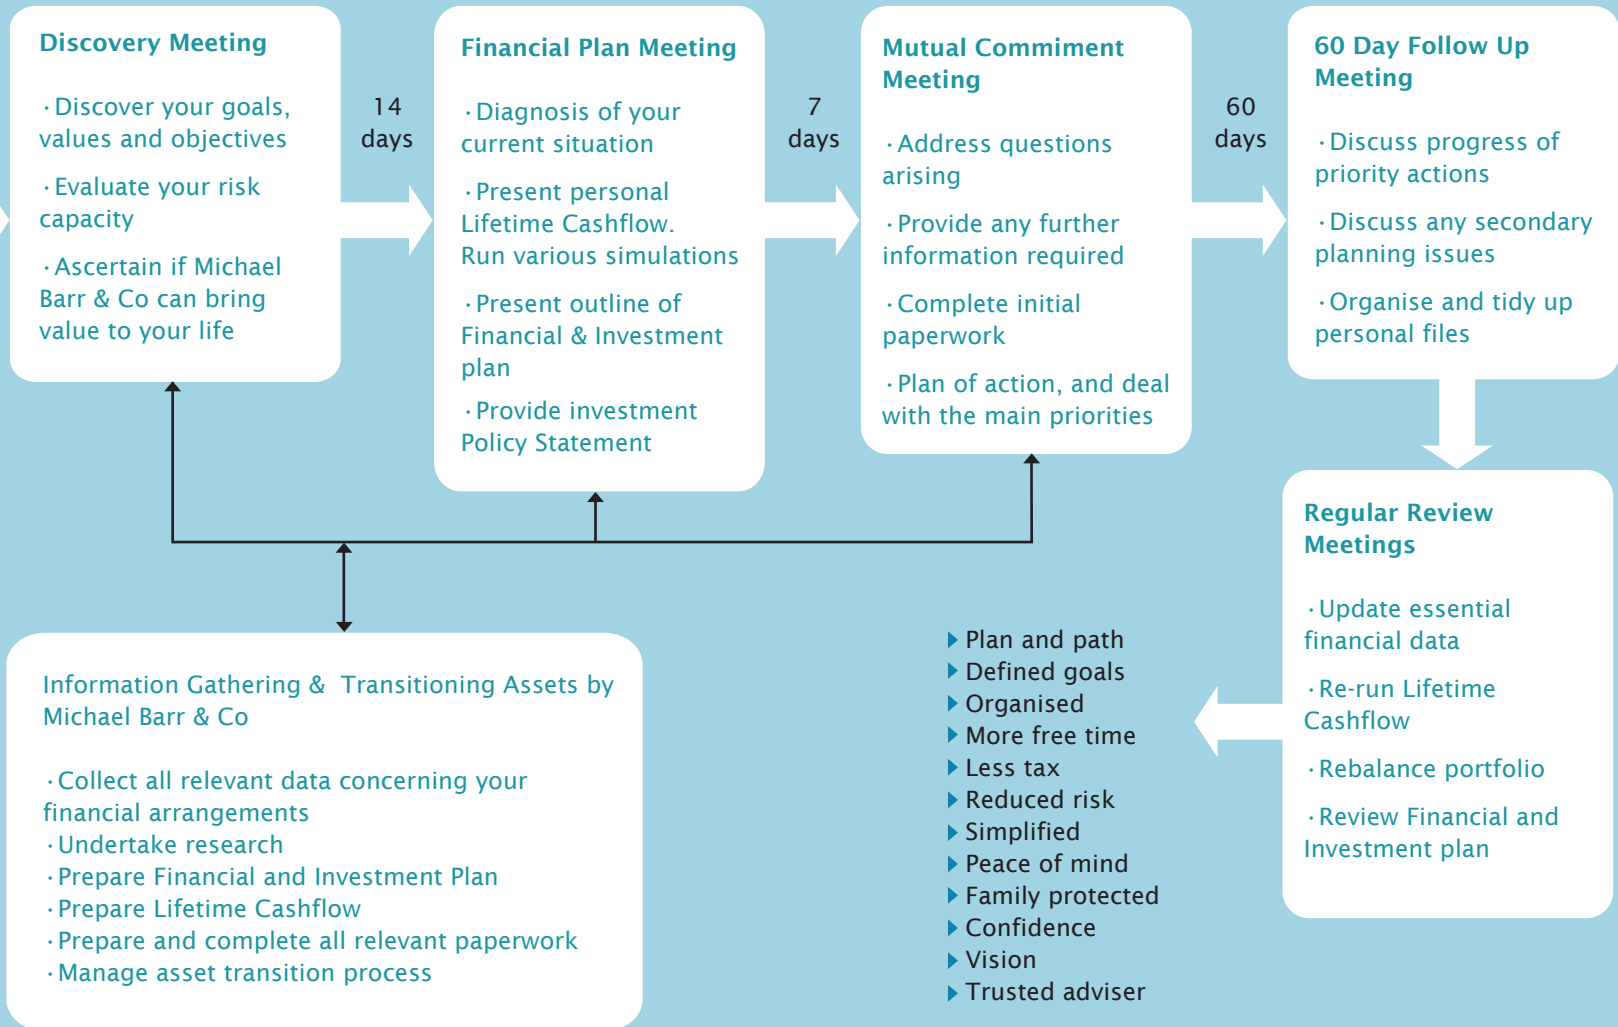 Discovery Meeting
· Discover your goals,
values and objectives
· Evaluate your risk
capacity
· Ascertain if Michael
Barr & Co can bring
value to your life
14
days
Financial Plan Meeting
· Diagnosis of your
current situation
· Present personal
Lifetime Cashflow.
Run various simulations
· Present outline of
Financial & Investment
plan
· Provide investment
Policy Statement
7
days
Mutual Commiment
Meeting
· Address questions
arising
· Provide any further
information required
· Complete initial
paperwork
· Plan of action, and deal
with the main priorities
60
days
60 Day Follow Up
Meeting
· Discuss progress of
priority actions
· Discuss any secondary
planning issues
· Organise and tidy up
personal files
Regular Review
Meetings
· Update essential
financial data
· Re-run Lifetime
Cashflow
· Rebalance portfolio
· Review Financial and
Investment plan
Plan and path
Defined goals
Organised
More free time
Less tax
Reduced risk
Simplified
Peace of mind
Family protected
Confidence
Vision
Trusted adviser
Information Gathering & Transitioning Assets by
Michael Barr & Co
· Collect all relevant data concerning your
financial arrangements
· Undertake research
· Prepare Financial and Investment Plan
· Prepare Lifetime Cashflow
· Prepare and complete all relevant paperwork
· Manage asset transition process